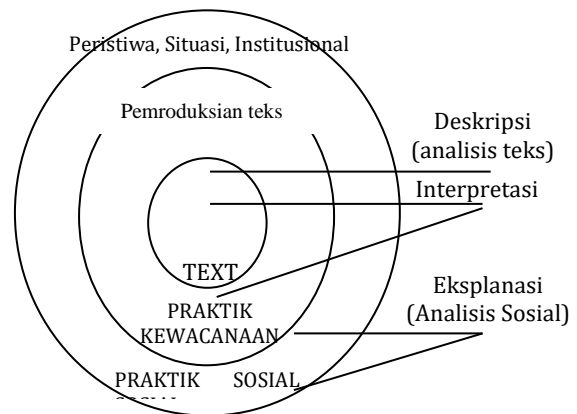 Peristiwa, Situasi, Institusional
Pemroduksian teks
Deskripsi
(analisis teks)
Interpretasi
TEXT
Eksplanasi
(Analisis Sosial)
PRAKTIK
KEWACANAAN
PRAKTIK SOSIAL